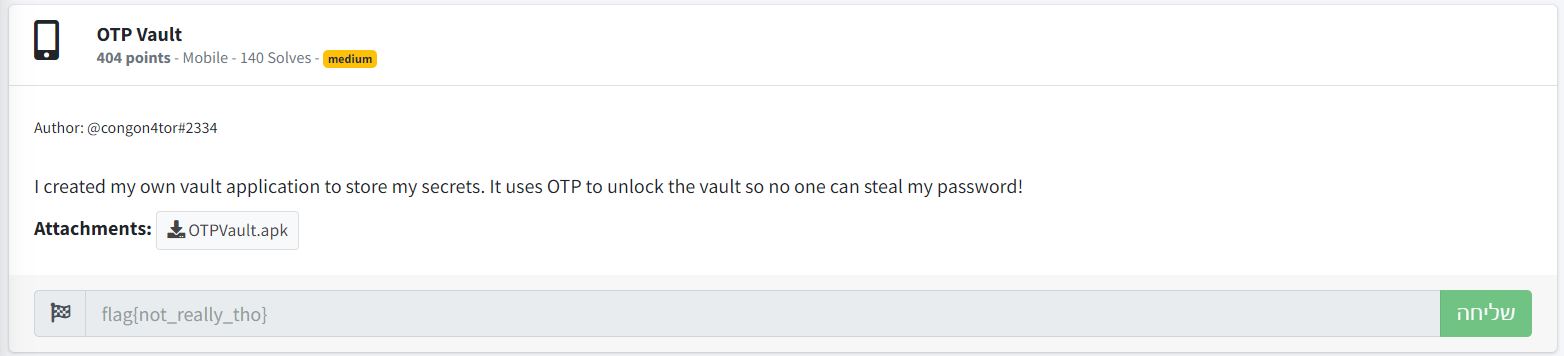 OTP Vault
404 points - Mobile - 140 Solves - medium
Author: @congon4tor#2334
I created my own vault application to store my secrets. It uses OTP to unlock the vault so no one can steal my password!
Attachments: OTPVault.apk
flag{not_really_tho} שליחה